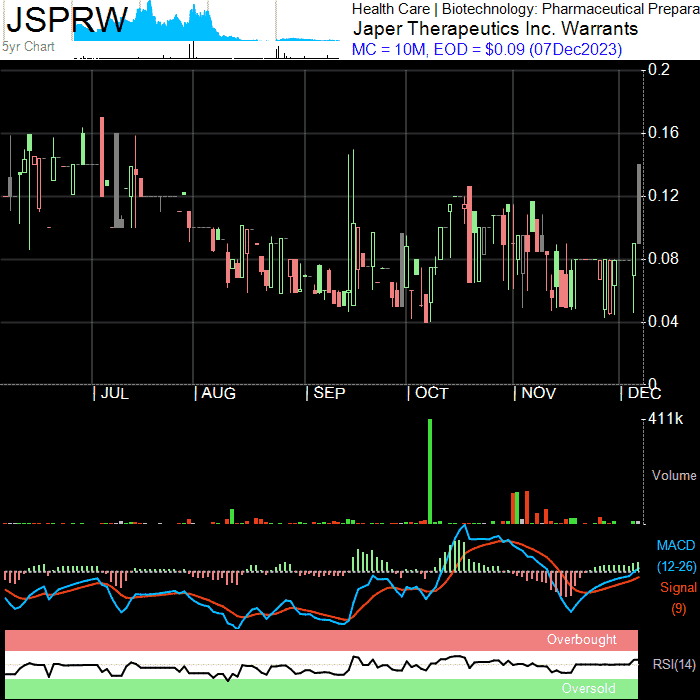 JSPRW
Health Care | Biotechnology: Pharmaceutical Prepara
Japer Therapeutics Inc. Warrants
5yr Chart
MC = 10M, EOD = $0.09 (07Dec2023)
0.2
0.16
0.12
0.08
0.04
0
| JUL | AUG | SEP | OCT | NOV | DEC
411k
Volume
MACD
(12-26)
Signal
(9)
Overbought
RSI(14)
Oversold